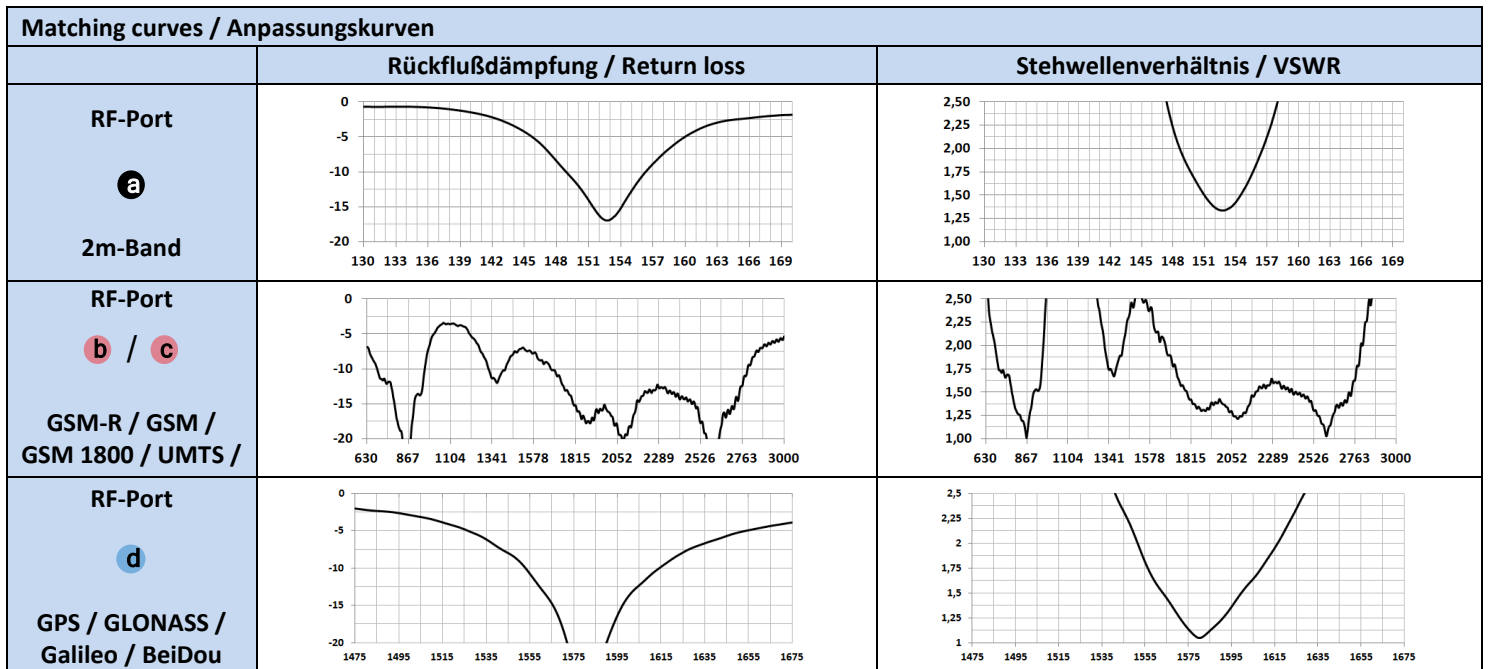 Matching curves / Anpassungskurven
Rückflußdämpfung / Return loss
Stehwellenverhältnis / VSWR
RF-Port
a
2m-Band
0
-5
-10
-15
-20
130 133 136 139 142 145 148 151 154 157 160 163 166 169
2,50
2,25
2,00
1,75
1,50
1,25
1,00
130 133 136 139 142 145 148 151 154 157 160 163 166 169
RF-Port
b / c
GSM-R / GSM /
GSM 1800 / UMTS /
0
-5
-10
-15
-20
630 867 1104 1341 1578 1815 2052 2289 2526 2763 3000
2,50
2,25
2,00
1,75
1,50
1,25
1,00
630 867 1104 1341 1578 1815 2052 2289 2526 2763 3000
RF-Port
d
GPS / GLONASS /
Galileo / BeiDou
0
-5
-10
-15
-20
1475 1495 1515 1535 1555 1575 1595 1615 1635 1655 1675
2,5
2,25
2
1,75
1,5
1,25
1
1475 1495 1515 1535 1555 1575 1595 1615 1635 1655 1675